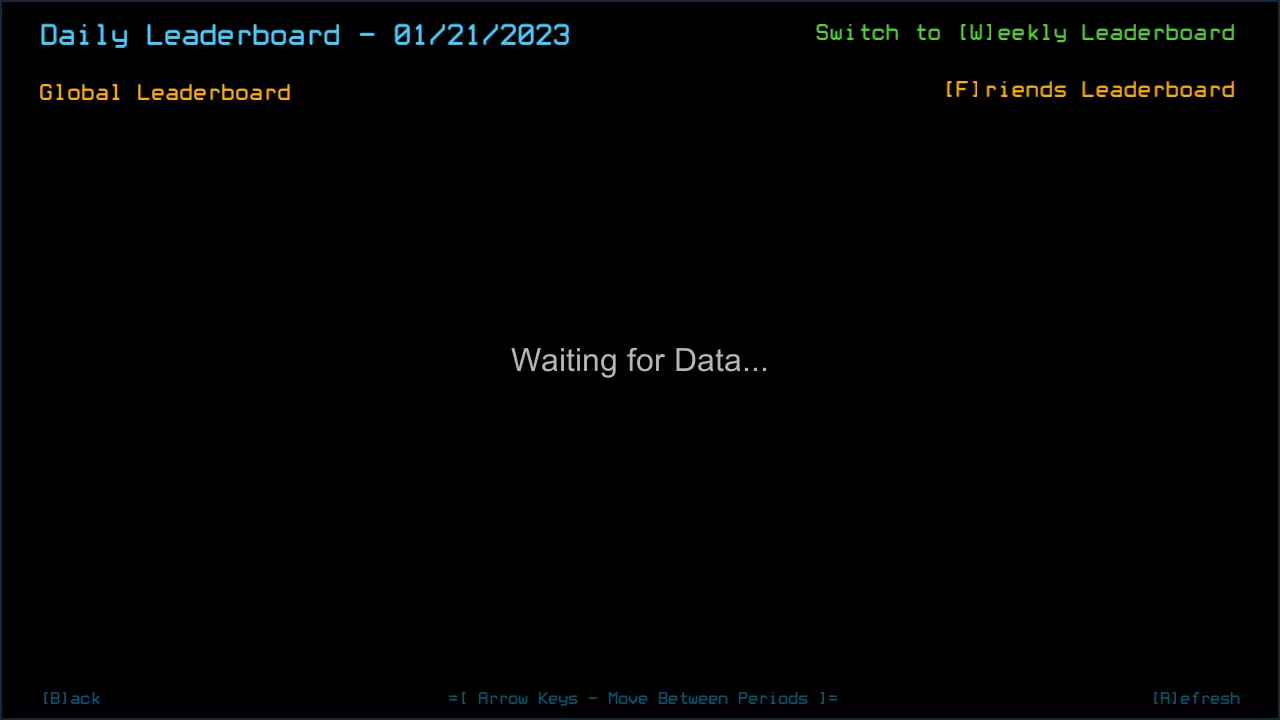 Daily Leaderboard - 01/21/2023
Switch to [W]eekly Leaderboard
Global Leaderboard
[F]riends Leaderboard
Waiting for Data...
[B]ack
=[ Arrow Keys - Move Between Periods ]=
[R]efresh